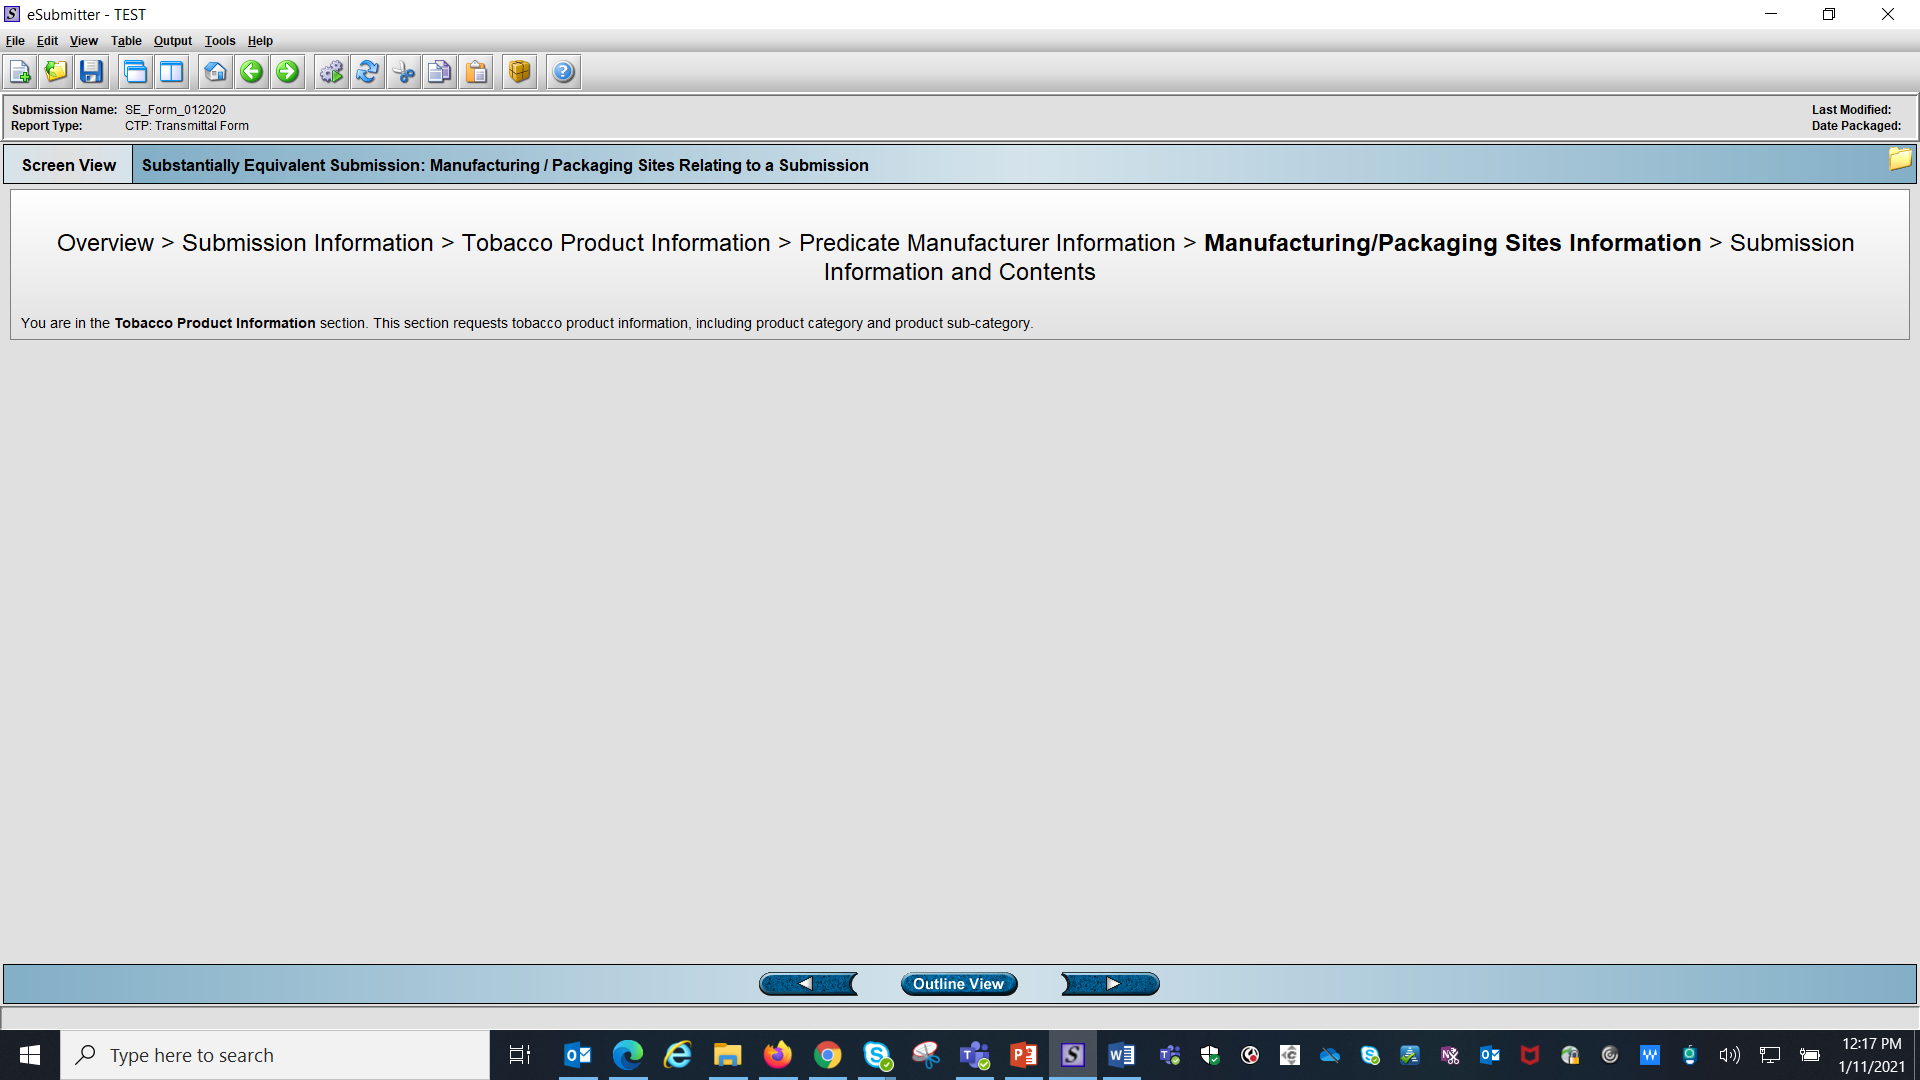 eSubmitter - TEST
File Edit View Table Output Tools Help
Submission Name: SE_Form_012020
Last Modified:
Report Type: CTP: Transmittal Form
Date Packaged:
Screen View
Substantially Equivalent Submission: Manufacturing / Packaging Sites Relating to a Submission
Overview > Submission Information > Tobacco Product Information > Predicate Manufacturer Information > Manufacturing/Packaging Sites Information > Submission
Information and Contents
You are in the Tobacco Product Information section. This section requests tobacco product information, including product category and product sub-category.
Outline View
Type here to search
12:17 PM
1/11/2021